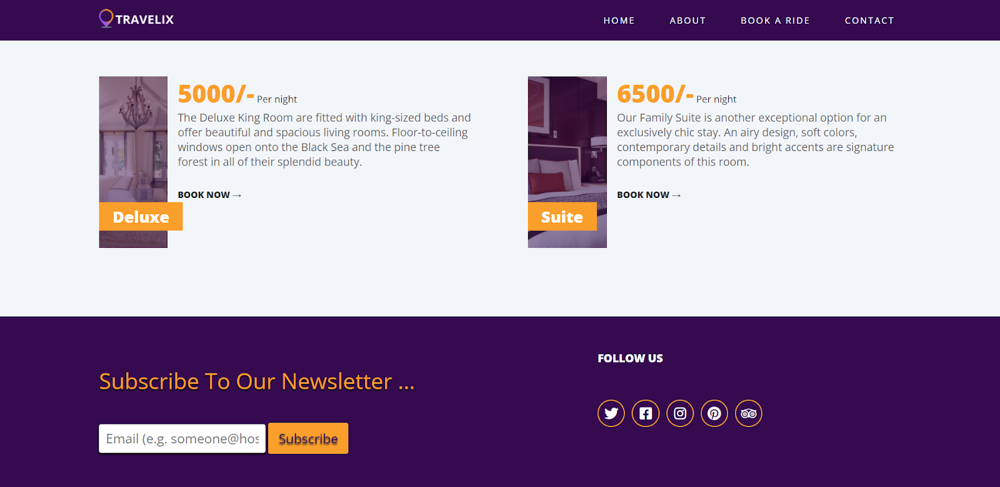 TRAVELIX
HOME
ABOUT
BOOK A RIDE
CONTACT
5000/- Per night
The Deluxe King Room are fitted with king-sized beds and
offer beautiful and spacious living rooms. Floor-to-ceiling
windows open onto the Black Sea and the pine tree
forest in all of their splendid beauty.
BOOK NOW →
Deluxe
6500/- Per night
Our Family Suite is another exceptional option for an
exclusively chic stay. An airy design, soft colors,
contemporary details and bright accents are signature
components of this room.
BOOK NOW →
Suite
Subscribe To Our Newsletter ...
Email (e.g. someone@hos
Subscribe
FOLLOW US